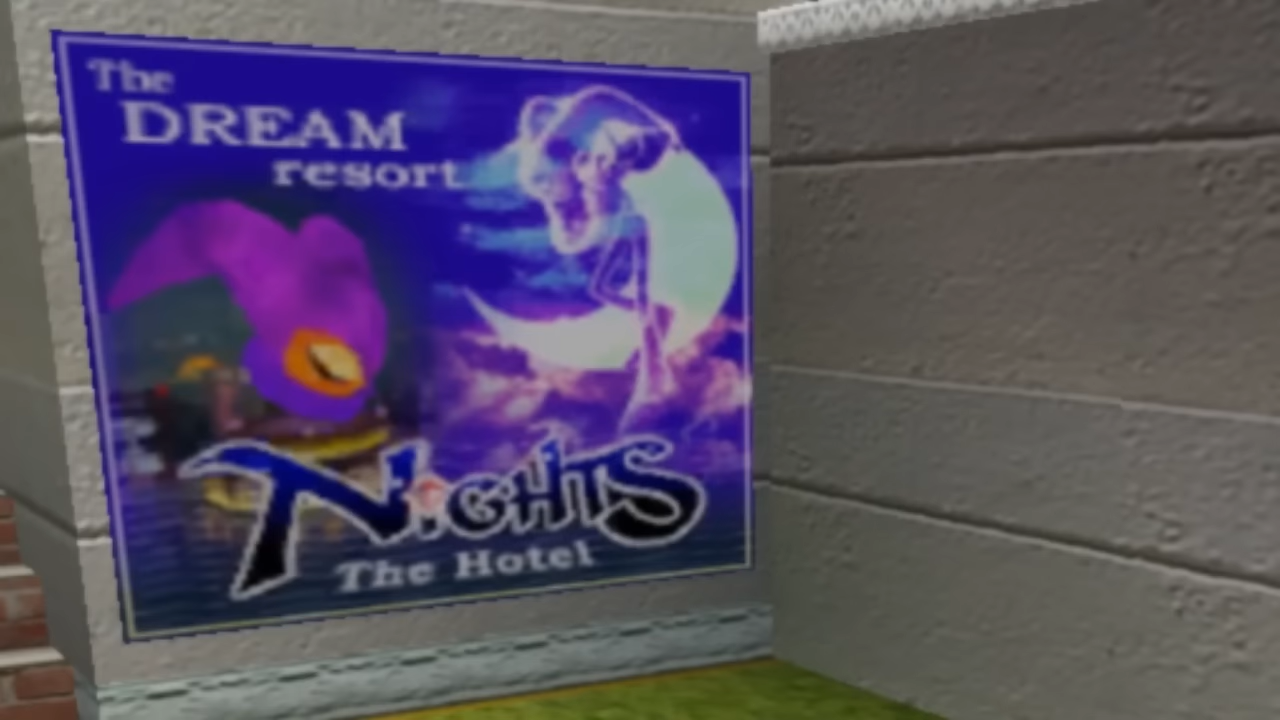 The
DREAM
resort
NiGHTS
The Hotel